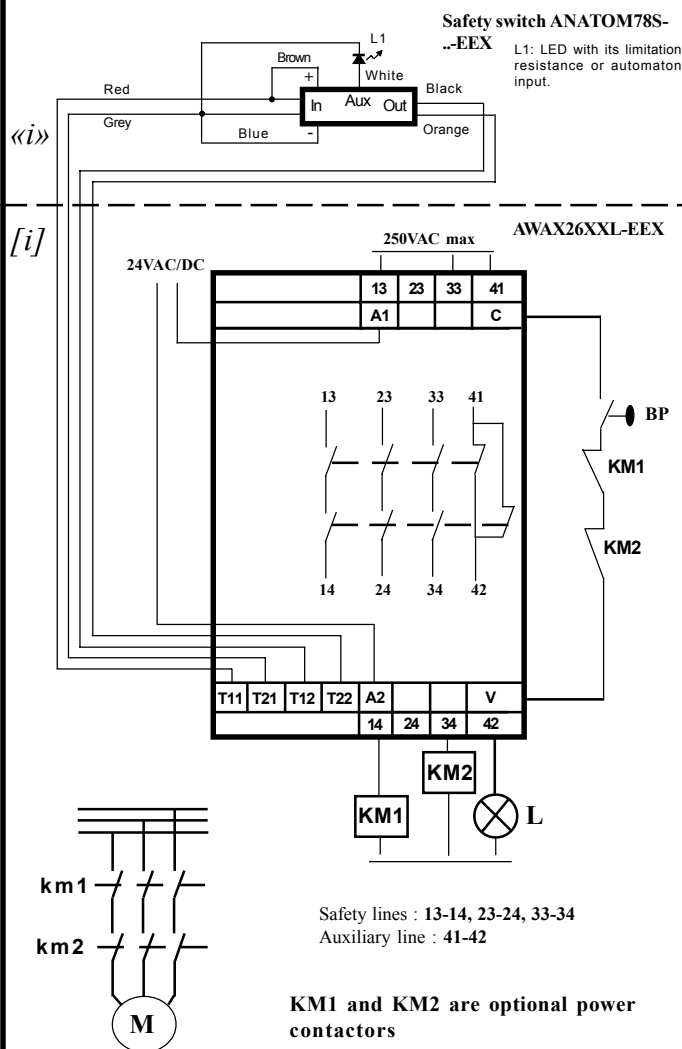 Safety switch ANATOM78S-
..-EEX
L1: LED with its limitation
resistance or automaton
input.
L1
Brown
+
White
Red
In
Aux
Out
Black
Grey
Blue
-
Orange
«i»
[i]
AWAX26XXL-EEX
250VAC max
24VAC/DC
13 23 33 41
A1 C
13 23 33 41
BP
KM1
KM2
14 24 34 42
T11 T21 T12 T22 A2 V
14 24 34 42
KM2
KM1
L
km1
km2
M
Safety lines : 13-14, 23-24, 33-34
Auxiliary line : 41-42
KM1 and KM2 are optional power
contactors